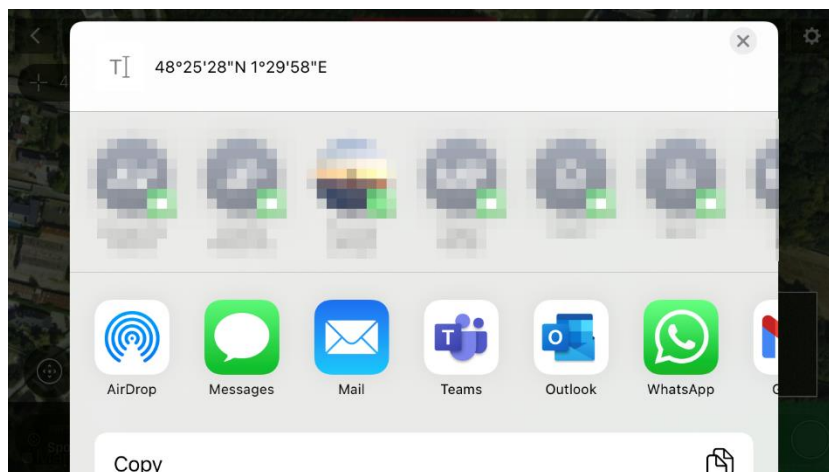 48°25'28"N 1°29'58"E
AirDrop
Messages
Mail
Teams
Outlook
WhatsApp
Copy